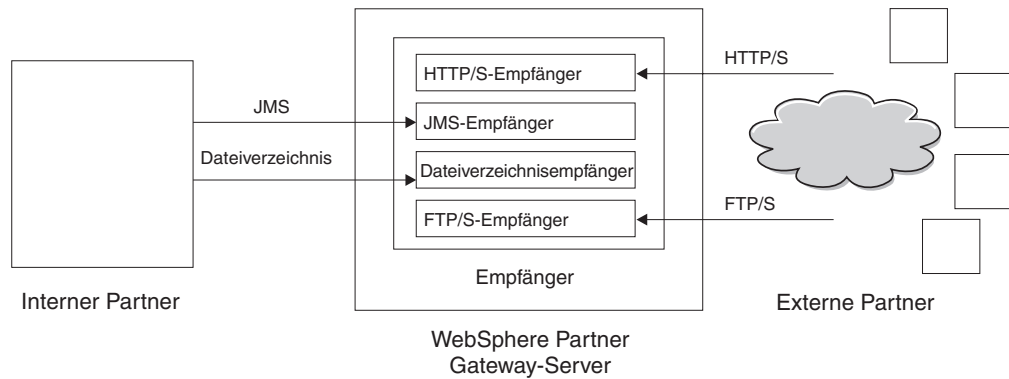 HTTP/S
HTTP/S-Empfänger
JMS
JMS-Empfänger
Dateiverzeichnis
Dateiverzeichnisempfänger
FTP/S
FTP/S-Empfänger
Empfänger
Interner Partner
Externe Partner
WebSphere Partner
Gateway-Server